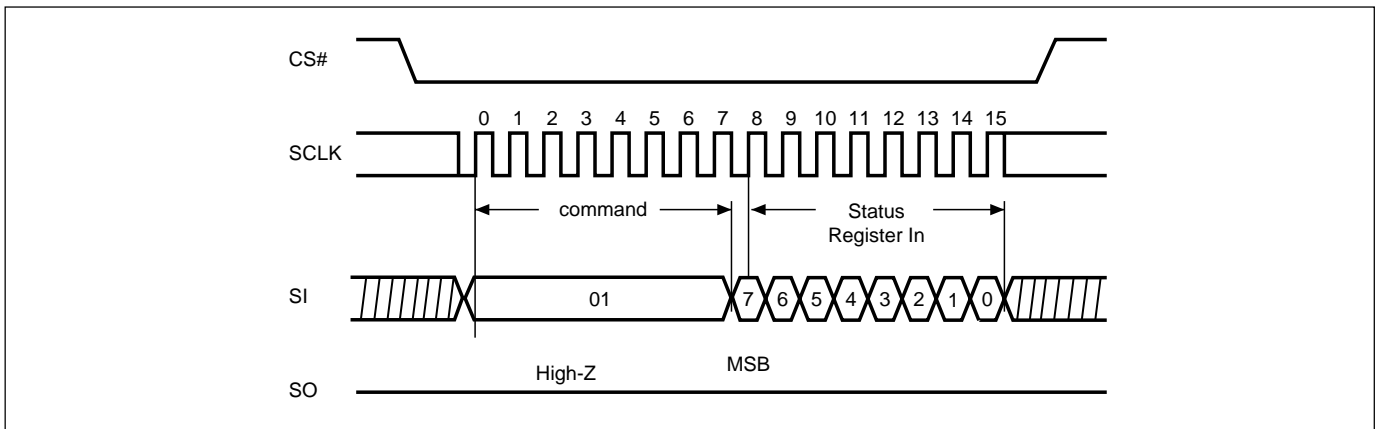 CS#
0 1 2 3 4 5 6 7 8 9 10 11 12 13 14 15
SCLK
command
Status
Register In
SI
01
7 6 5 4 3 2 1 0
High-Z
MSB
SO